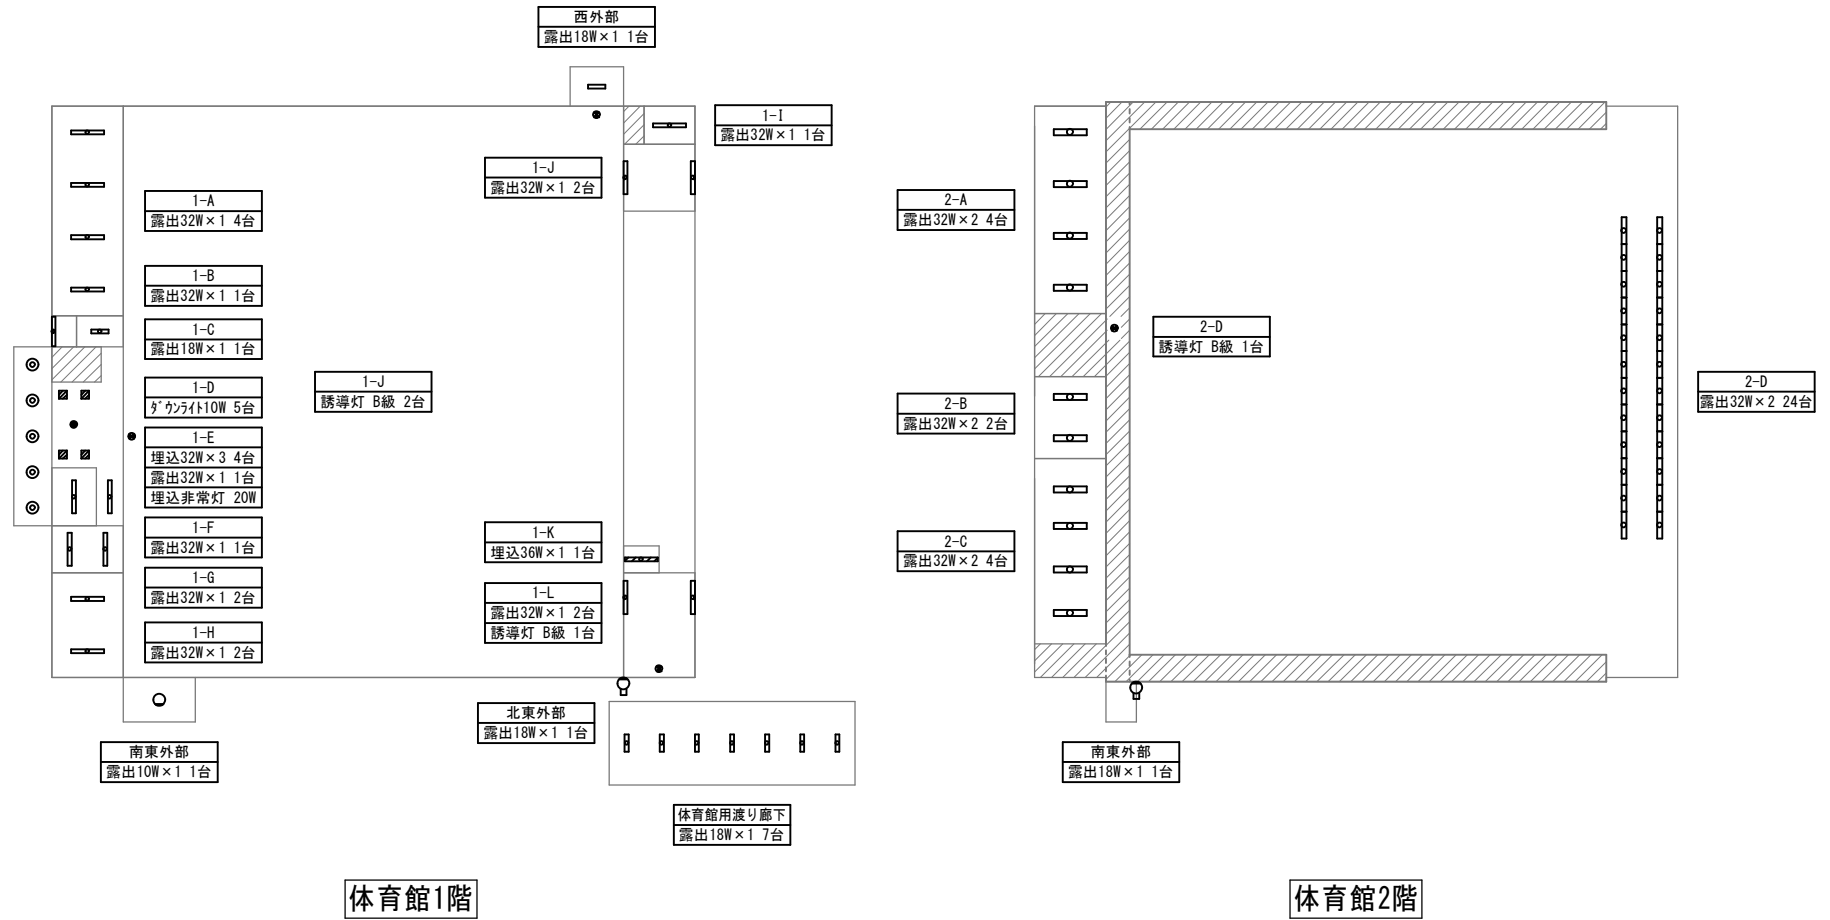 西外部
露出18W×1 1台
1-I
露出32W×1 1台
1-J
露出32W×1 2台
1-A
露出32W×1 4台
1-B
露出32W×1 1台
1-C
露出18W×1 1台
1-D
ﾀﾞｳﾝﾗｲﾄ10W 5台
1-E
埋込32W×3 4台
露出32W×1 1台
埋込非常灯 20W
1-F
露出32W×1 1台
1-G
露出32W×1 2台
1-H
露出32W×1 2台
1-J
誘導灯 B級 2台
1-K
埋込36W×1 1台
1-L
露出32W×1 2台
誘導灯 B級 1台
北東外部
露出18W×1 1台
南東外部
露出10W×1 1台
体育館用渡り廊下
露出18W×1 7台
体育館1階
2-A
露出32W×2 4台
2-D
誘導灯 B級 1台
2-B
露出32W×2 2台
2-D
露出32W×2 24台
2-C
露出32W×2 4台
南東外部
露出18W×1 1台
体育館2階